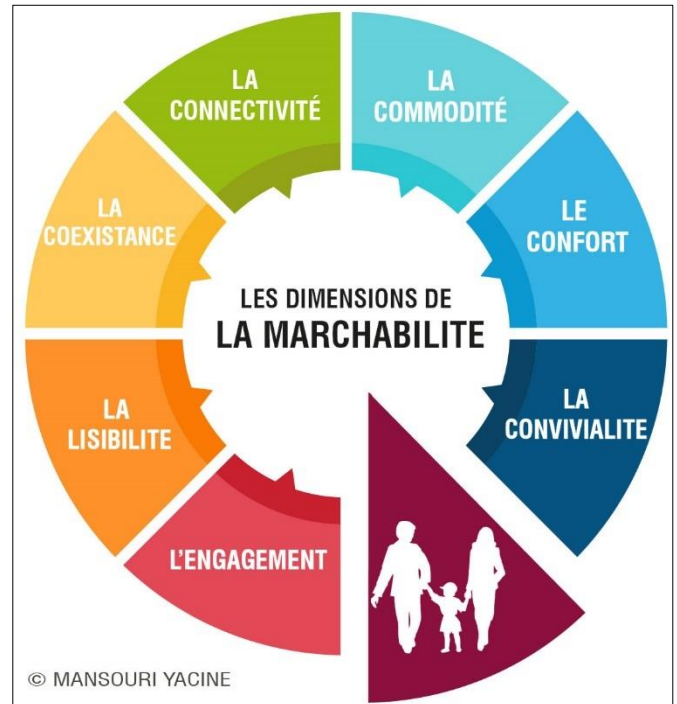 LA
CONNECTIVITÉ
LA
COMMODITÉ
LA
COEXISTANCE
LE
CONFORT
LES DIMENSIONS DE
LA MARCHABILITE
LA
LISIBILITE
LA
CONVIVIALITE
L'ENGAGEMENT
© MANSOURI YACINE